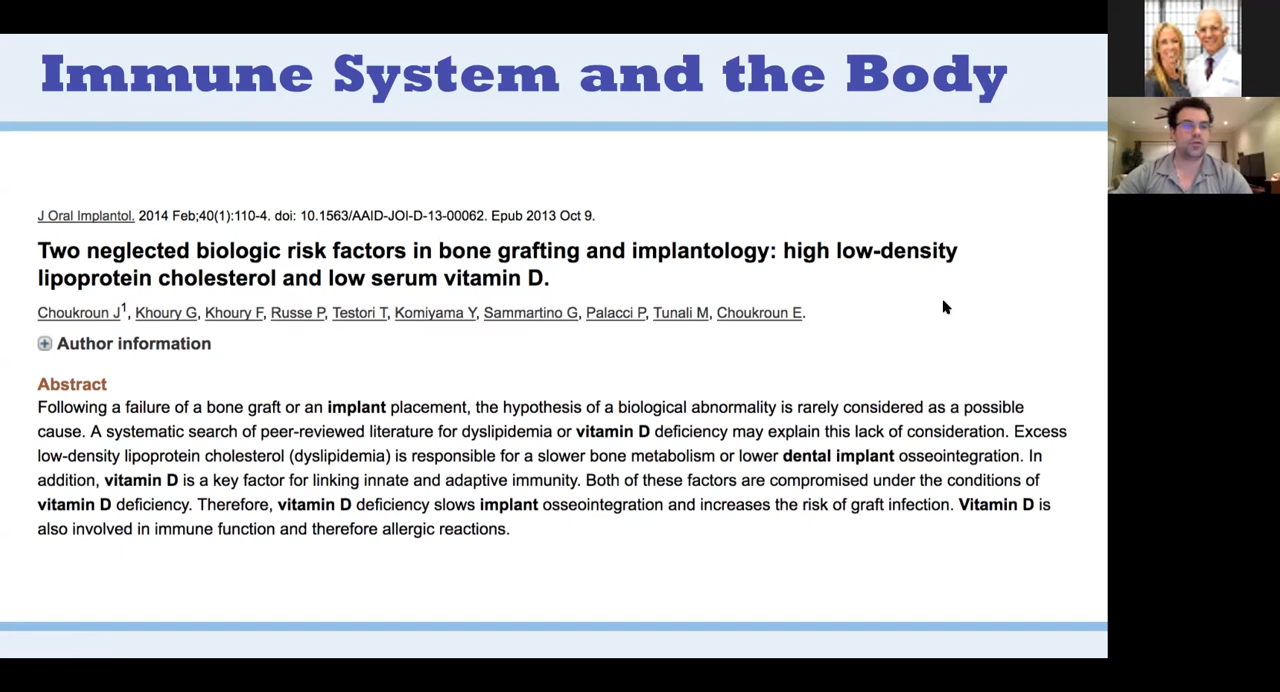 Immune System and the Body
J Oral Implantol. 2014 Feb;40(1):110-4. doi: 10.1563/AAID-JOI-D-13-00062. Epub 2013 Oct 9.
Two neglected biologic risk factors in bone grafting and implantology: high low-density
lipoprotein cholesterol and low serum vitamin D.
Choukroun J1, Khoury G, Khoury F, Russe P, Testori T, Komiyama Y, Sammartino G, Palacci P, Tunali M, Choukroun E.
Author information
Abstract
Following a failure of a bone graft or an implant placement, the hypothesis of a biological abnormality is rarely considered as a possible
cause. A systematic search of peer-reviewed literature for dyslipidemia or vitamin D deficiency may explain this lack of consideration. Excess
low-density lipoprotein cholesterol (dyslipidemia) is responsible for a slower bone metabolism or lower dental implant osseointegration. In
addition, vitamin D is a key factor for linking innate and adaptive immunity. Both of these factors are compromised under the conditions of
vitamin D deficiency. Therefore, vitamin D deficiency slows implant osseointegration and increases the risk of graft infection. Vitamin D is
also involved in immune function and therefore allergic reactions.